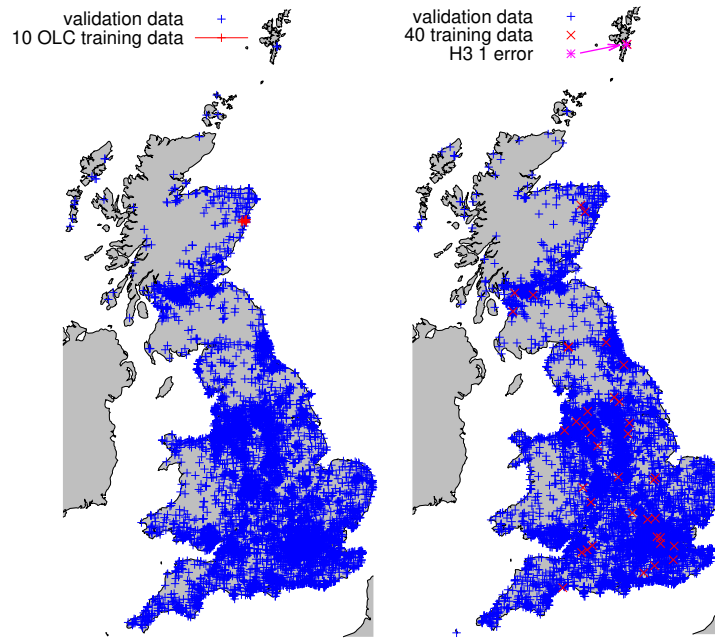 validation data
10 OLC training data
validation data
40 training data
H3 1 error